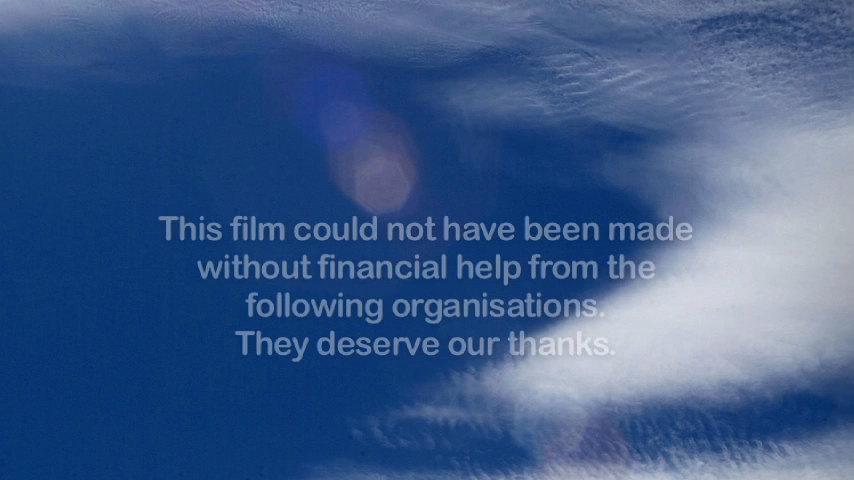 This film could not have been made
without financial help from the
following organisations.
They deserve our thanks.